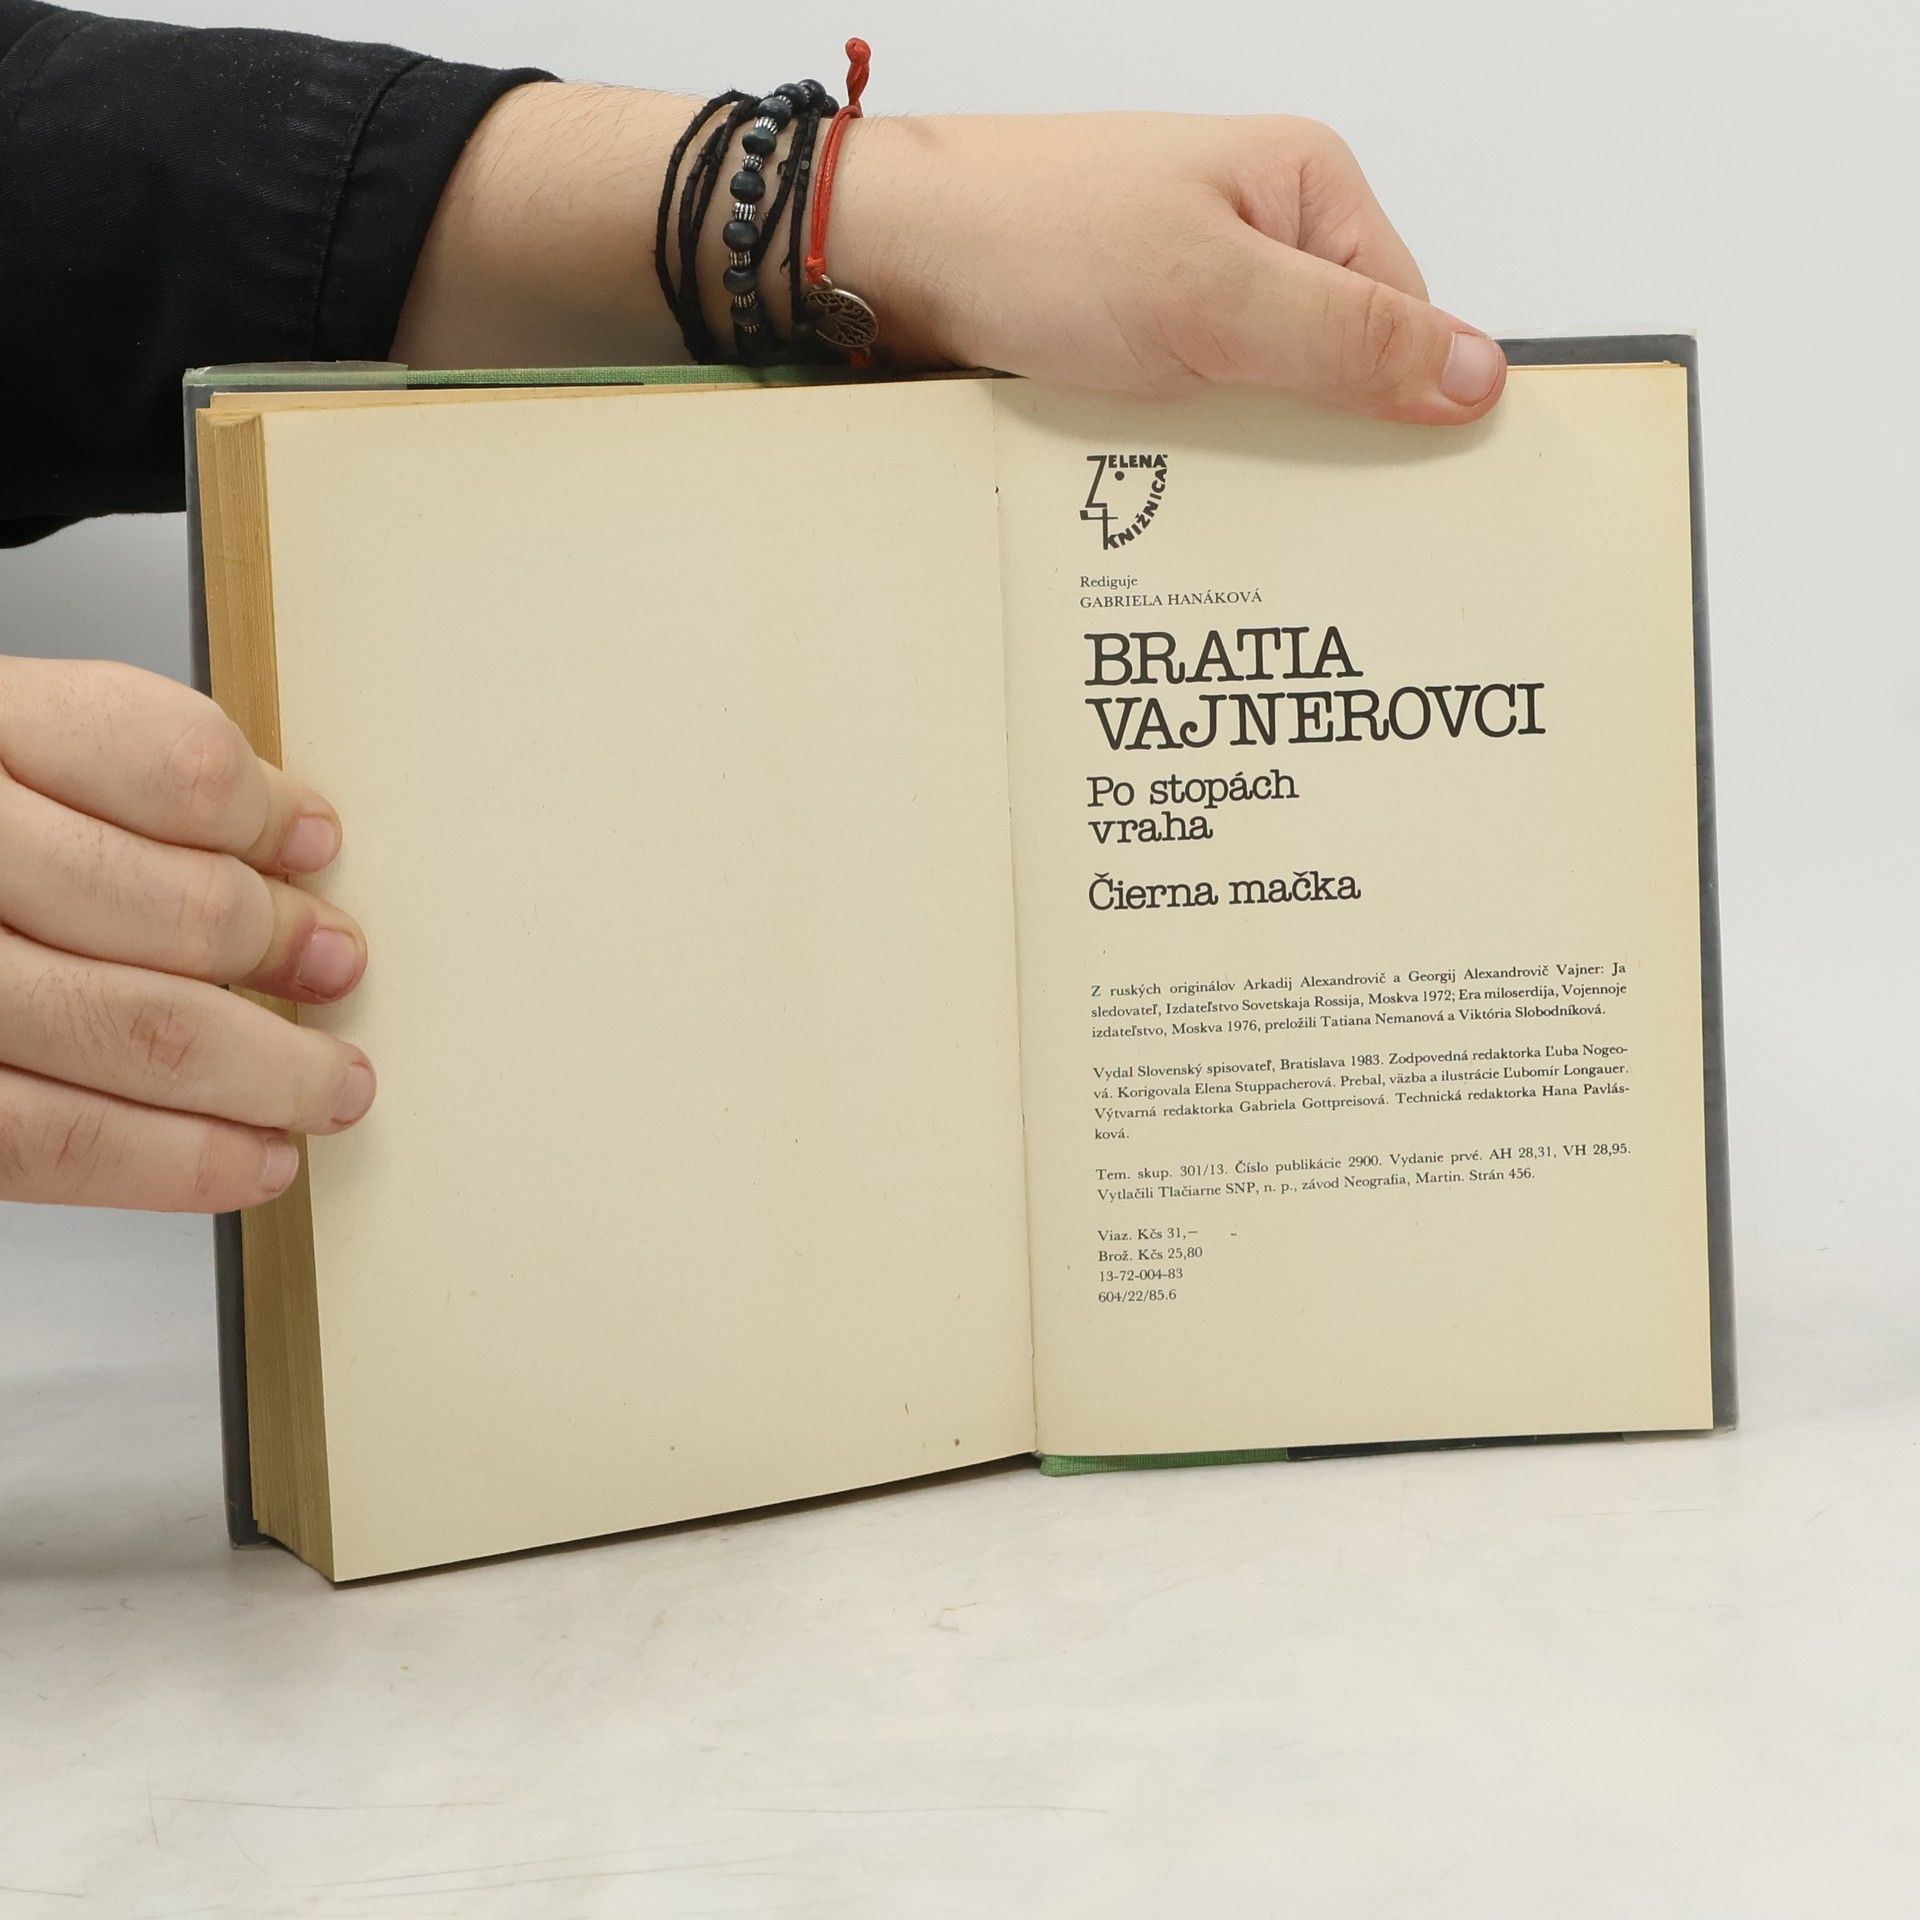 ZELENÁ
KNIŽNICA
Rediguje
GABRIELA HANÁKOVÁ
BRATIA
VAJNEROVCI
Po stopách
vraha
Čierna mačka
Z ruských originálov Arkadij Alexandrovič a Georgij Alexandrovič Vajner: Ja
sledovateľ, Izdateľstvo Sovetskaja Rossija, Moskva 1972; Era miloserdija, Vojennoje
izdateľstvo, Moskva 1976, preložili Tatiana Nemanová a Viktória Slobodníková.
Vydal Slovenský spisovateľ, Bratislava 1983. Zodpovedná redaktorka Ľuba Nogeo-
vá. Korigovala Elena Stuppacherová. Prebal, väzba a ilustrácie Ľubomír Longauer.
Výtvarná redaktorka Gabriela Gottpreisová. Technická redaktorka Hana Pavlás-
ková.
Tem. skup. 301/13. Číslo publikácie 2900. Vydanie prvé. AH 28,31, VH 28,95.
Vytlačili Tlačiarne SNP, n. p., závod Neografia, Martin. Strán 456.
Viaz. Kčs 31,—
Brož. Kčs 25,80
13-72-004-83
604/22/85.6